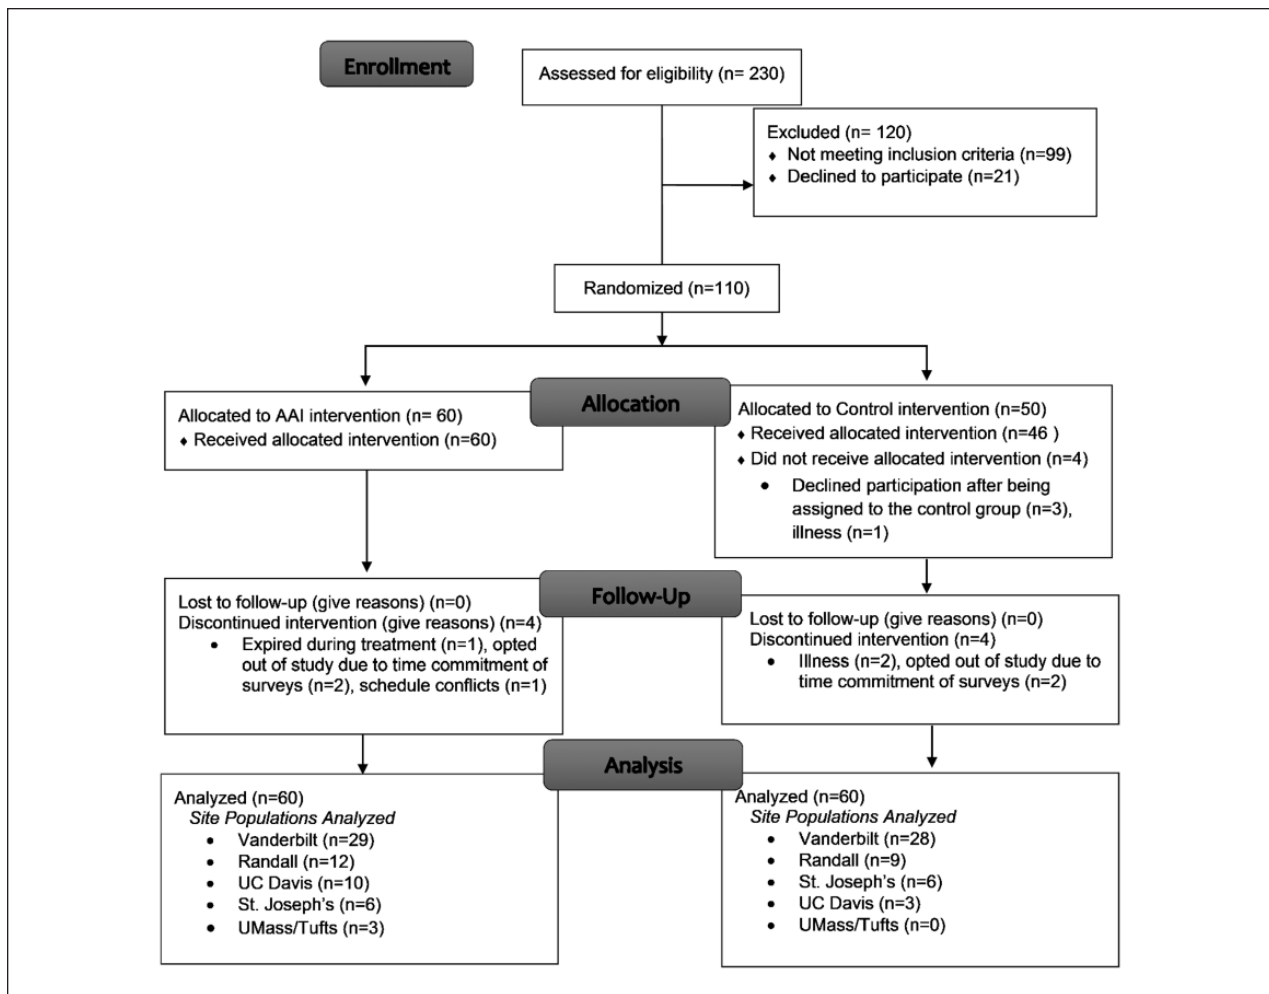 Enrollment
Assessed for eligibility (n= 230)
Excluded (n= 120)
♦ Not meeting inclusion criteria (n=99)
♦ Declined to participate (n=21)
Randomized (n=110)
Allocation
Allocated to AAI intervention (n= 60)
♦ Received allocated intervention (n=60)
Allocated to Control intervention (n=50)
♦ Received allocated intervention (n=46 )
♦ Did not receive allocated intervention (n=4)
• Declined participation after being
assigned to the control group (n=3),
illness (n=1)
Follow-Up
Lost to follow-up (give reasons) (n=0)
Discontinued intervention (give reasons) (n=4)
• Expired during treatment (n=1), opted
out of study due to time commitment of
surveys (n=2), schedule conflicts (n=1)
Lost to follow-up (give reasons) (n=0)
Discontinued intervention (n=4)
• Illness (n=2), opted out of study due to
time commitment of surveys (n=2)
Analysis
Analyzed (n=60)
Site Populations Analyzed
• Vanderbilt (n=29)
• Randall (n=12)
• UC Davis (n=10)
• St. Joseph's (n=6)
• UMass/Tufts (n=3)
Analyzed (n=60)
Site Populations Analyzed
• Vanderbilt (n=28)
• Randall (n=9)
• St. Joseph's (n=6)
• UC Davis (n=3)
• UMass/Tufts (n=0)